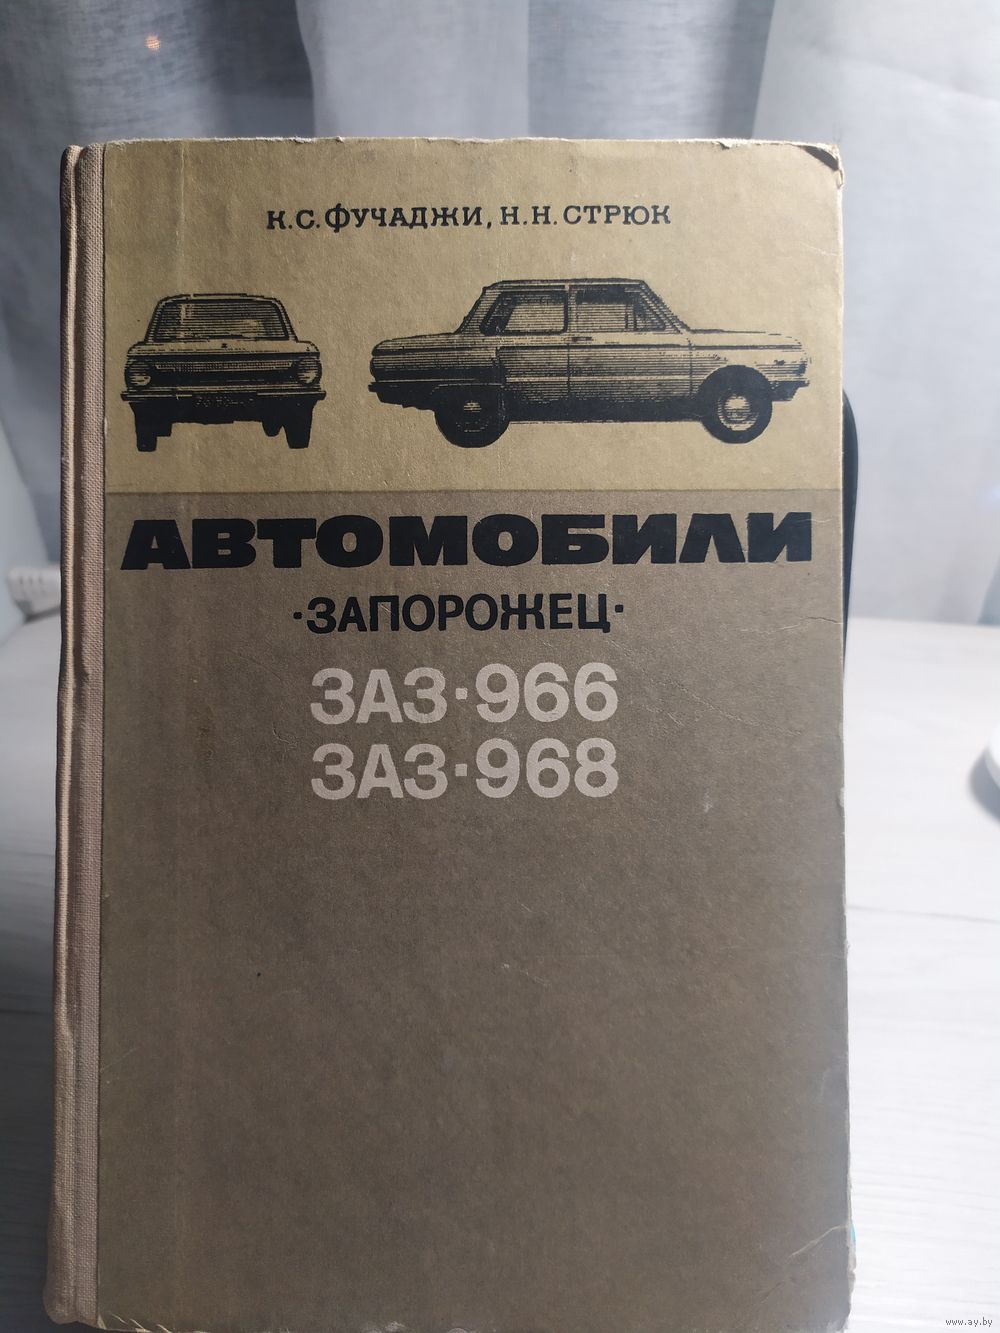 К.С.ФУЧАДЖИ, Н.Н.СТРЮК
АВТОМОБИЛИ
·ЗАПОРОЖЕЦ·
ЗАЗ·966
ЗАЗ·968
www.ay.by